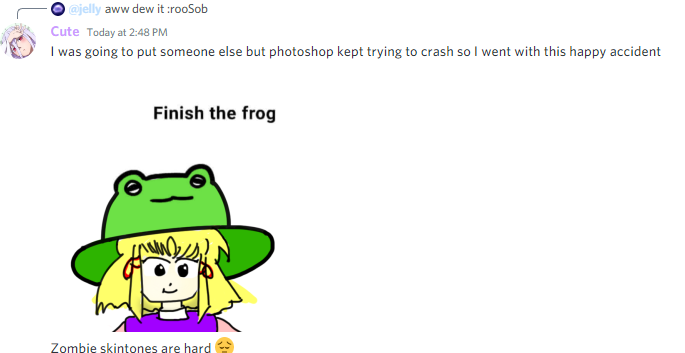 @jelly aww dew it :rooSob
Cute Today at 2:48 PM
I was going to put someone else but photoshop kept trying to crash so I went with this happy accident
Finish the frog
Zombie skintones are hard 😔